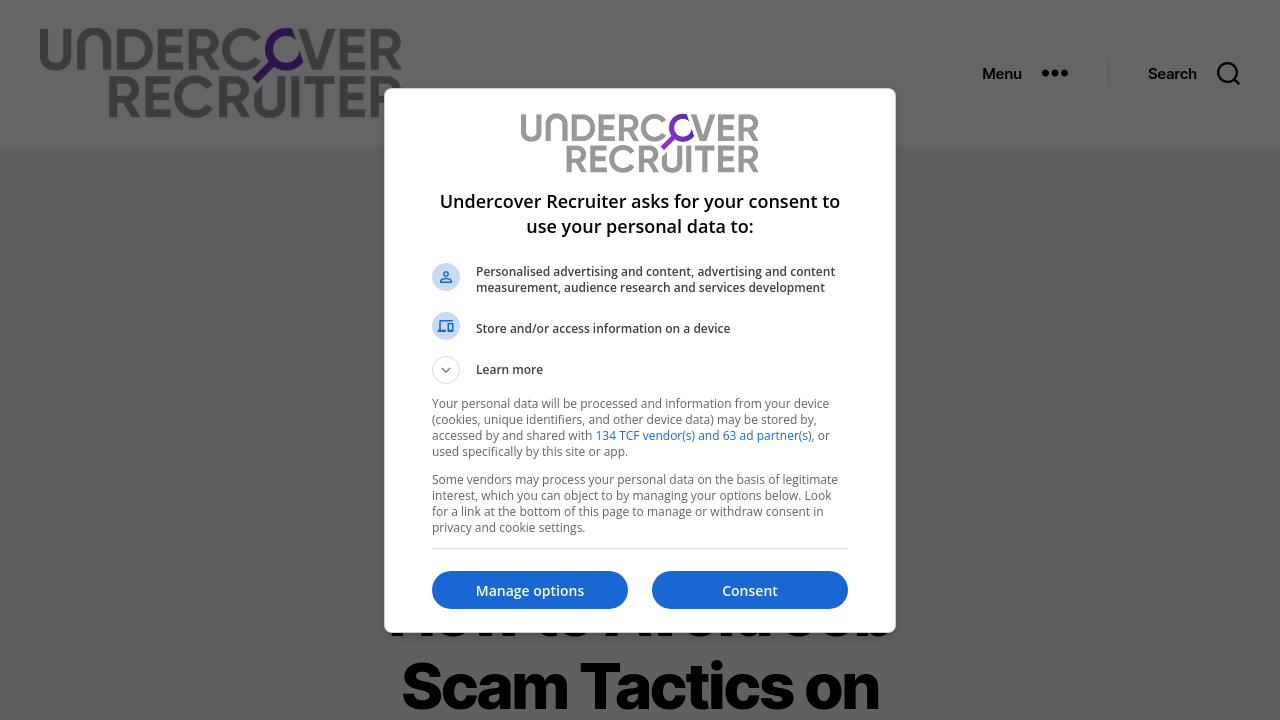 UNDERCOVER
RECRUITER
Menu
Search
UNDERCOVER
RECRUITER
Undercover Recruiter asks for your consent to
use your personal data to:
Personalised advertising and content, advertising and content
measurement, audience research and services development
Store and/or access information on a device
Learn more
Your personal data will be processed and information from your device
(cookies, unique identifiers, and other device data) may be stored by,
accessed by and shared with 134 TCF vendor(s) and 63 ad partner(s), or
used specifically by this site or app.
Some vendors may process your personal data on the basis of legitimate
interest, which you can object to by managing your options below. Look
for a link at the bottom of this page to manage or withdraw consent in
privacy and cookie settings.
Manage options
Consent
How to Avoid Job
Scam Tactics on